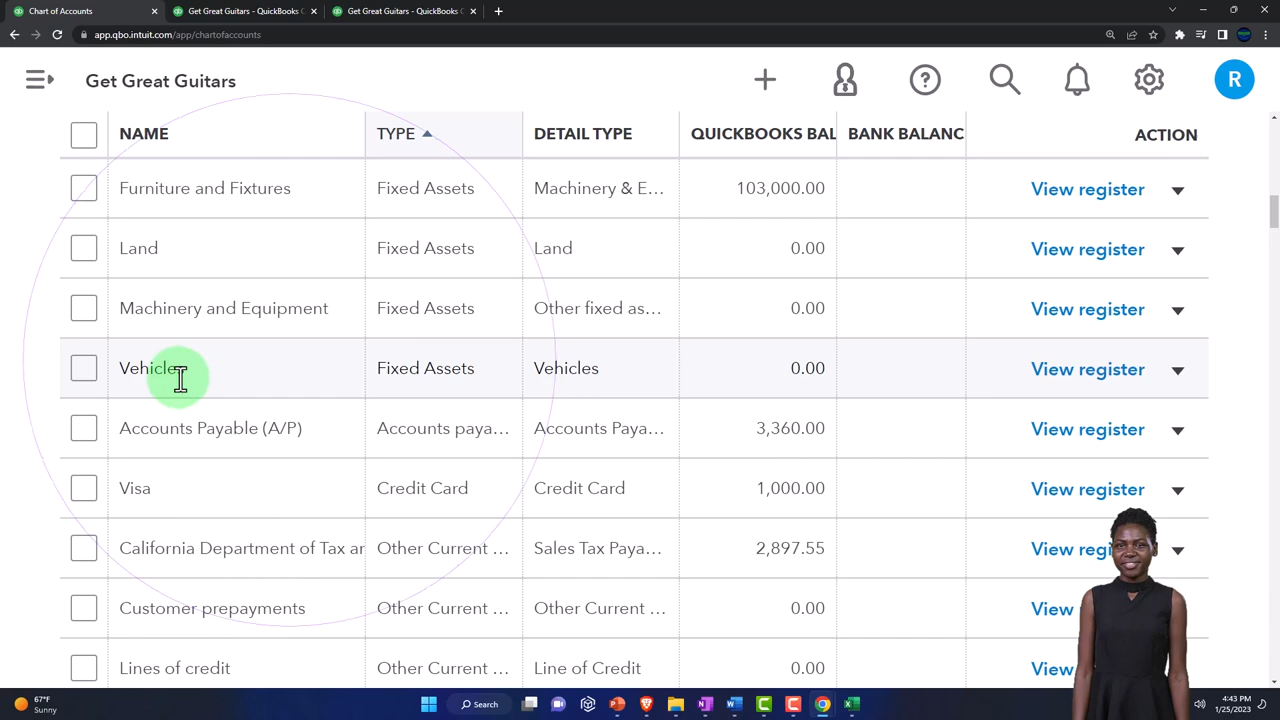 Chart of Accounts
Get Great Guitars - QuickBooks
Get Great Guitars - QuickBooks
app.qbo.intuit.com/app/chartofaccounts
Get Great Guitars
R
NAME TYPE DETAIL TYPE QUICKBOOKS BAL BANK BALANC ACTION
Furniture and Fixtures Fixed Assets Machinery & E... 103,000.00 View register
Land Fixed Assets Land 0.00 View register
Machinery and Equipment Fixed Assets Other fixed as... 0.00 View register
Vehicles Fixed Assets Vehicles 0.00 View register
Accounts Payable (A/P) Accounts paya... Accounts Paya... 3,360.00 View register
Visa Credit Card Credit Card 1,000.00 View register
California Department of Tax ar Other Current ... Sales Tax Paya... 2,897.55 View regi
Customer prepayments Other Current ... Other Current ... 0.00 View
Lines of credit Other Current ... Line of Credit 0.00 View
67°F
Sunny
Search
4:43 PM
1/25/2023